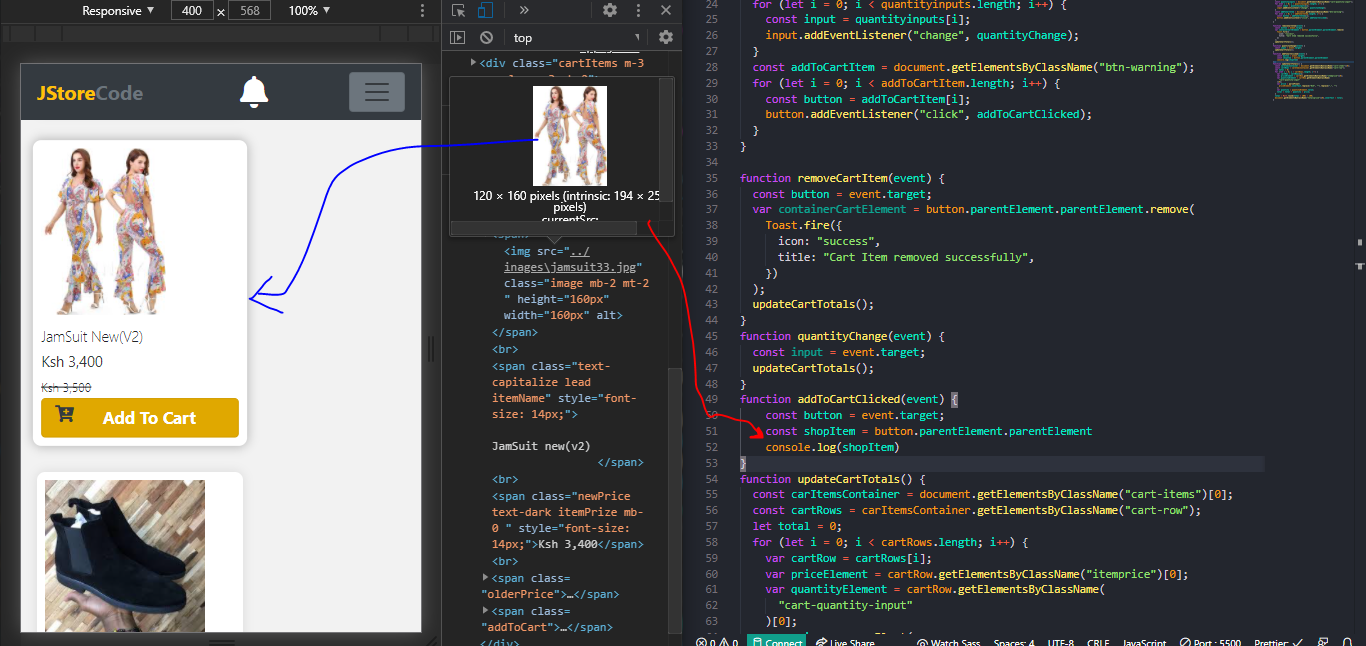 Responsive ▼ 400 × 568 100% ▼
JStoreCode
JamSuit New(V2)
Ksh 3,400
Ksh 3,500
Add To Cart
top
<div class="cartItems m-3
120 × 160 pixels (intrinsic: 194 × 25
pixels)
currentSrc:
<img src="../
images\jamsuit33.jpg"
class="image mb-2 mt-2
" height="160px"
width="160px" alt>
</span>
<br>
<span class="text-
capitalize lead
itemName" style="font-
size: 14px;">
JamSuit new(v2)
</span>
<br>
<span class="newPrice
text-dark itemPrize mb-
0 " style="font-size:
14px;">Ksh 3,400</span>
<br>
<span class=
"olderPrice">…</span>
<span class=
"addToCart">…</span>
</div>
24 for (let i = 0; i < quantityinputs.length; i++) {
25 const input = quantityinputs[i];
26 input.addEventListener("change", quantityChange);
27 }
28 const addToCartItem = document.getElementsByClassName("btn-warning");
29 for (let i = 0; i < addToCartItem.length; i++) {
30 const button = addToCartItem[i];
31 button.addEventListener("click", addToCartClicked);
32 }
33 }
34
35 function removeCartItem(event) {
36 const button = event.target;
37 var containerCartElement = button.parentElement.parentElement.remove(
38 Toast.fire({
39 icon: "success",
40 title: "Cart Item removed successfully",
41 })
42 );
43 updateCartTotals();
44 }
45 function quantityChange(event) {
46 const input = event.target;
47 updateCartTotals();
48 }
49 function addToCartClicked(event) {
50 const button = event.target;
51 const shopItem = button.parentElement.parentElement
52 console.log(shopItem)
53 }
54 function updateCartTotals() {
55 const carItemsContainer = document.getElementsByClassName("cart-items")[0];
56 const cartRows = carItemsContainer.getElementsByClassName("cart-row");
57 let total = 0;
58 for (let i = 0; i < cartRows.length; i++) {
59 var cartRow = cartRows[i];
60 var priceElement = cartRow.getElementsByClassName("itemprice")[0];
61 var quantityElement = cartRow.getElementsByClassName(
62 "cart-quantity-input"
63 )[0];
0 0 Connect Live Share Watch Sass Spaces: 4 UTF-8 CRLF JavaScript Port : 5500 Prettier: ✓